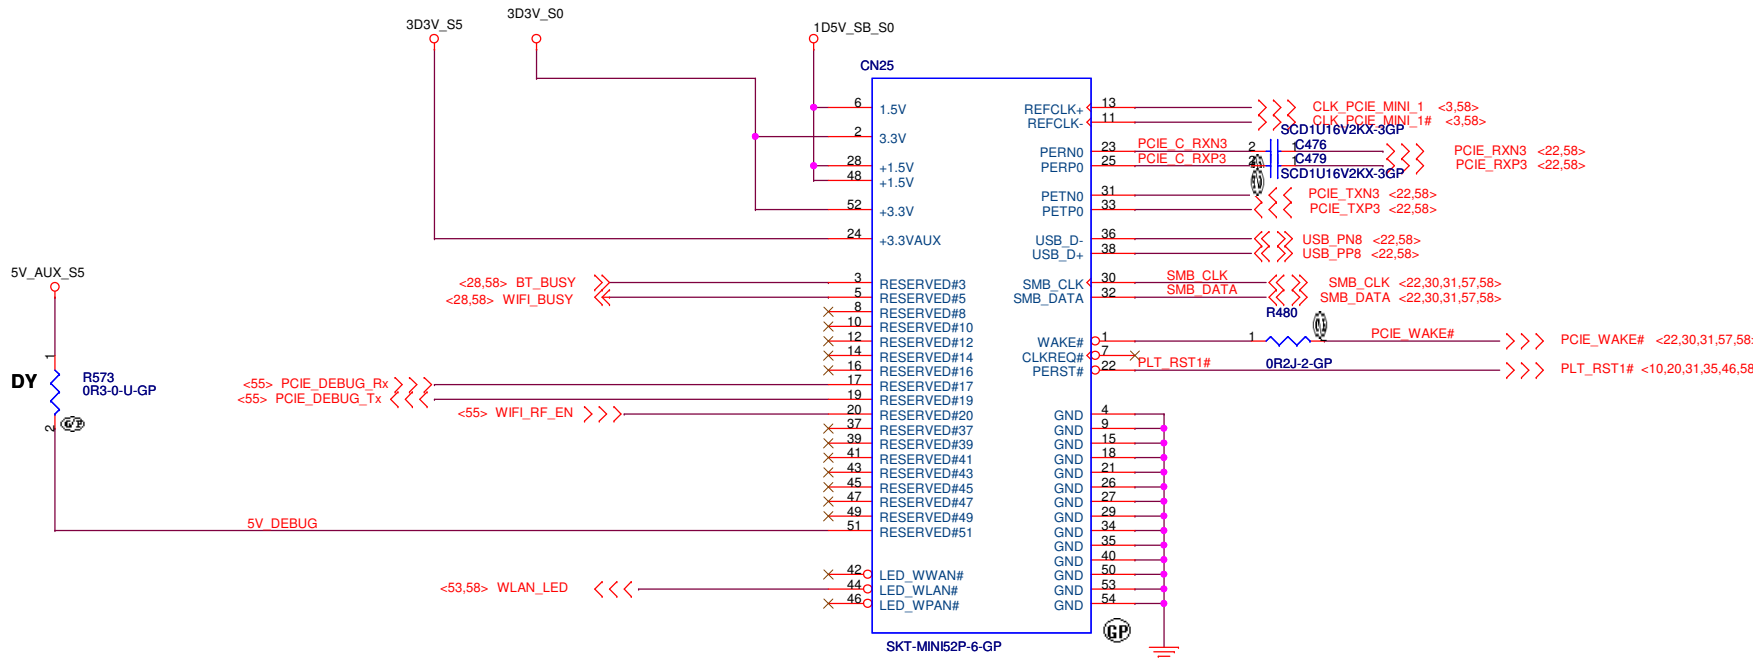 3D3V_S5
3D3V_S0
1D5V_SB_S0
CN25
6 1.5V
2 3.3V
28 +1.5V
48 +1.5V
52 +3.3V
24 +3.3VAUX
5V_AUX_S5
<28,58> BT_BUSY 3 RESERVED#3
<28,58> WIFI_BUSY 5 RESERVED#5
8 RESERVED#8
10 RESERVED#10
12 RESERVED#12
14 RESERVED#14
16 RESERVED#16
<55> PCIE_DEBUG_Rx 17 RESERVED#17
<55> PCIE_DEBUG_Tx 19 RESERVED#19
<55> WIFI_RF_EN 20 RESERVED#20
37 RESERVED#37
39 RESERVED#39
41 RESERVED#41
43 RESERVED#43
45 RESERVED#45
47 RESERVED#47
49 RESERVED#49
5V_DEBUG 51 RESERVED#51
42 LED_WWAN#
<53,58> WLAN_LED 44 LED_WLAN#
46 LED_WPAN#
1
DY
R573
0R3-0-U-GP
2
REFCLK+ 13 CLK_PCIE_MINI_1 <3,58>
REFCLK- 11 CLK_PCIE_MINI_1# <3,58>
SCD1U16V2KX-3GP
PERN0 23 PCIE_C_RXN3 2 C476 1 PCIE_RXN3 <22,58>
PERP0 25 PCIE_C_RXP3 2 C479 1 PCIE_RXP3 <22,58>
SCD1U16V2KX-3GP
PETN0 31 PCIE_TXN3 <22,58>
PETP0 33 PCIE_TXP3 <22,58>
USB_D- 36 USB_PN8 <22,58>
USB_D+ 38 USB_PP8 <22,58>
SMB_CLK 30 SMB_CLK SMB_CLK <22,30,31,57,58>
SMB_DATA 32 SMB_DATA SMB_DATA <22,30,31,57,58>
R480
WAKE# 1 1 PCIE_WAKE# PCIE_WAKE# <22,30,31,57,58
CLKREQ# 7
0R2J-2-GP
PERST# 22 PLT_RST1# PLT_RST1# <10,20,31,35,46,58
GND 4
GND 9
GND 15
GND 18
GND 21
GND 26
GND 27
GND 29
GND 34
GND 35
GND 40
GND 50
GND 53
GND 54
GP
SKT-MINI52P-6-GP